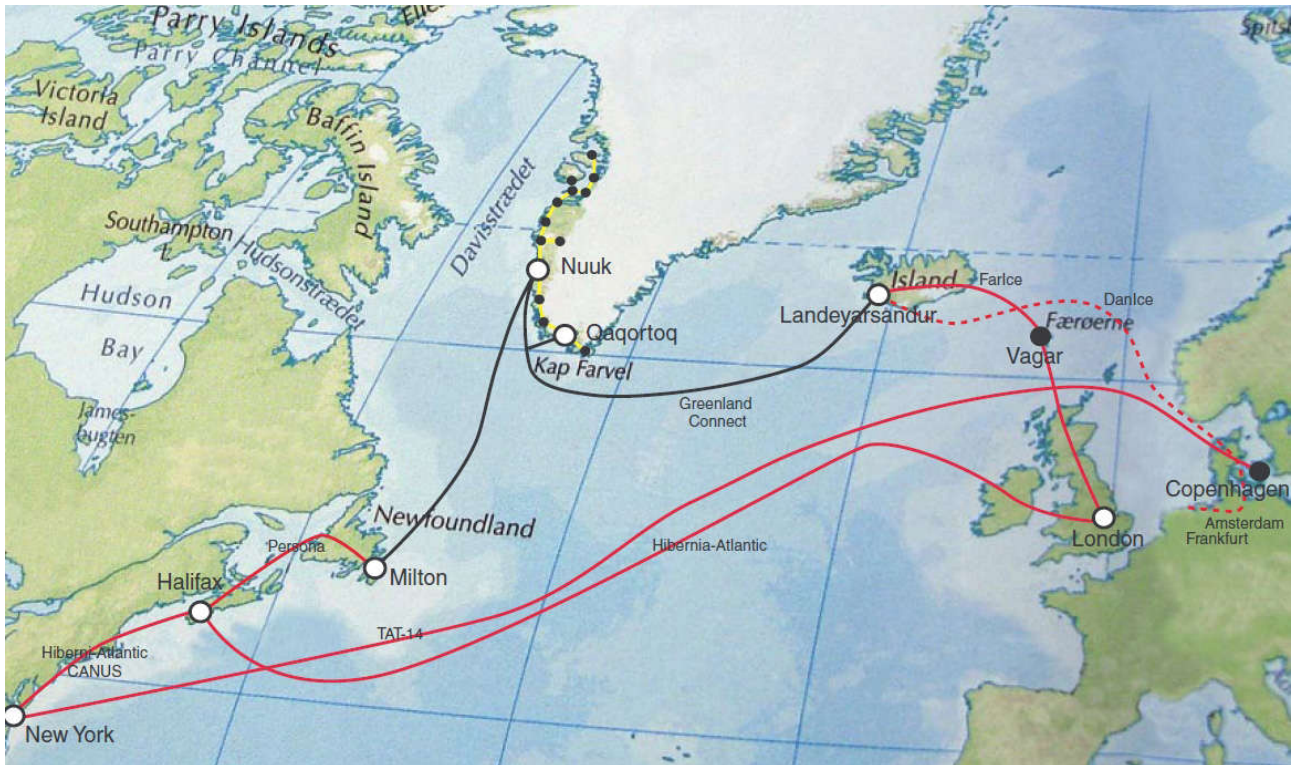 Parry Islands
Parry Channel
Victoria
Island
Baffin Island
Davisstrædet
Southampton
I.
Hudsonstrædet
Hudson
Bay
James-
bugten
Nuuk
Qaqortoq
Kap Farvel
Island
Landeyarsandur
FarIce
DanIce
Færøerne
Vagar
Greenland
Connect
Newfoundland
Persona
Milton
Halifax
Hiberni-Atlantic
CANUS
New York
TAT-14
Hibernia-Atlantic
London
Copenhagen
Amsterdam
Frankfurt